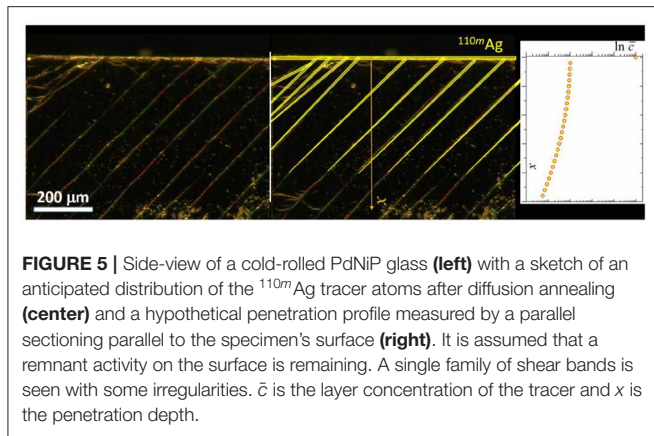 110mAg
ln c̄
x
x
200 μm
FIGURE 5 | Side-view of a cold-rolled PdNiP glass (left) with a sketch of an
anticipated distribution of the 110mAg tracer atoms after diffusion annealing
(center) and a hypothetical penetration profile measured by a parallel
sectioning parallel to the specimen's surface (right). It is assumed that a
remnant activity on the surface is remaining. A single family of shear bands is
seen with some irregularities. c̄ is the layer concentration of the tracer and x is
the penetration depth.